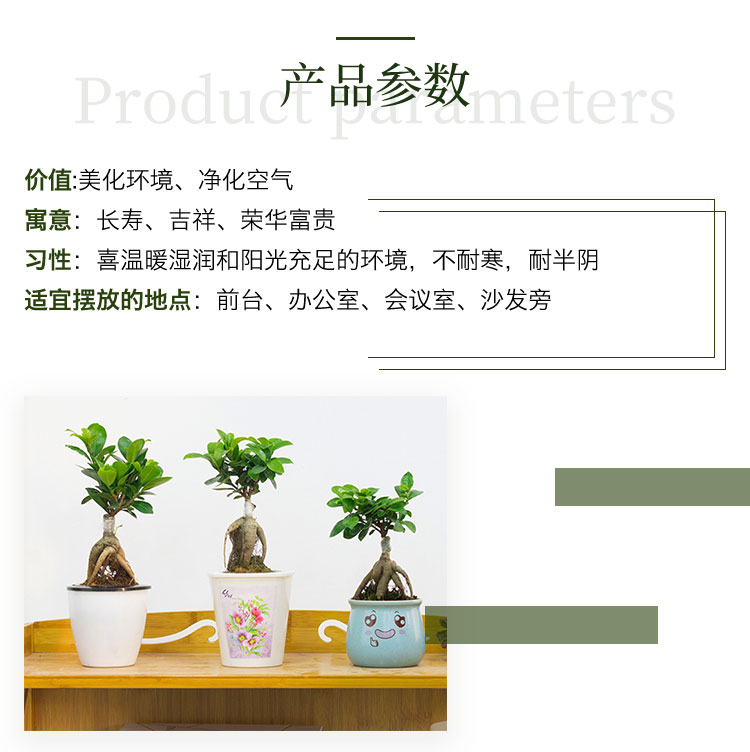 Product parameters
产品参数
价值:美化环境、净化空气
寓意：长寿、吉祥、荣华富贵
习性：喜温暖湿润和阳光充足的环境，不耐寒，耐半阴
适宜摆放的地点：前台、办公室、会议室、沙发旁